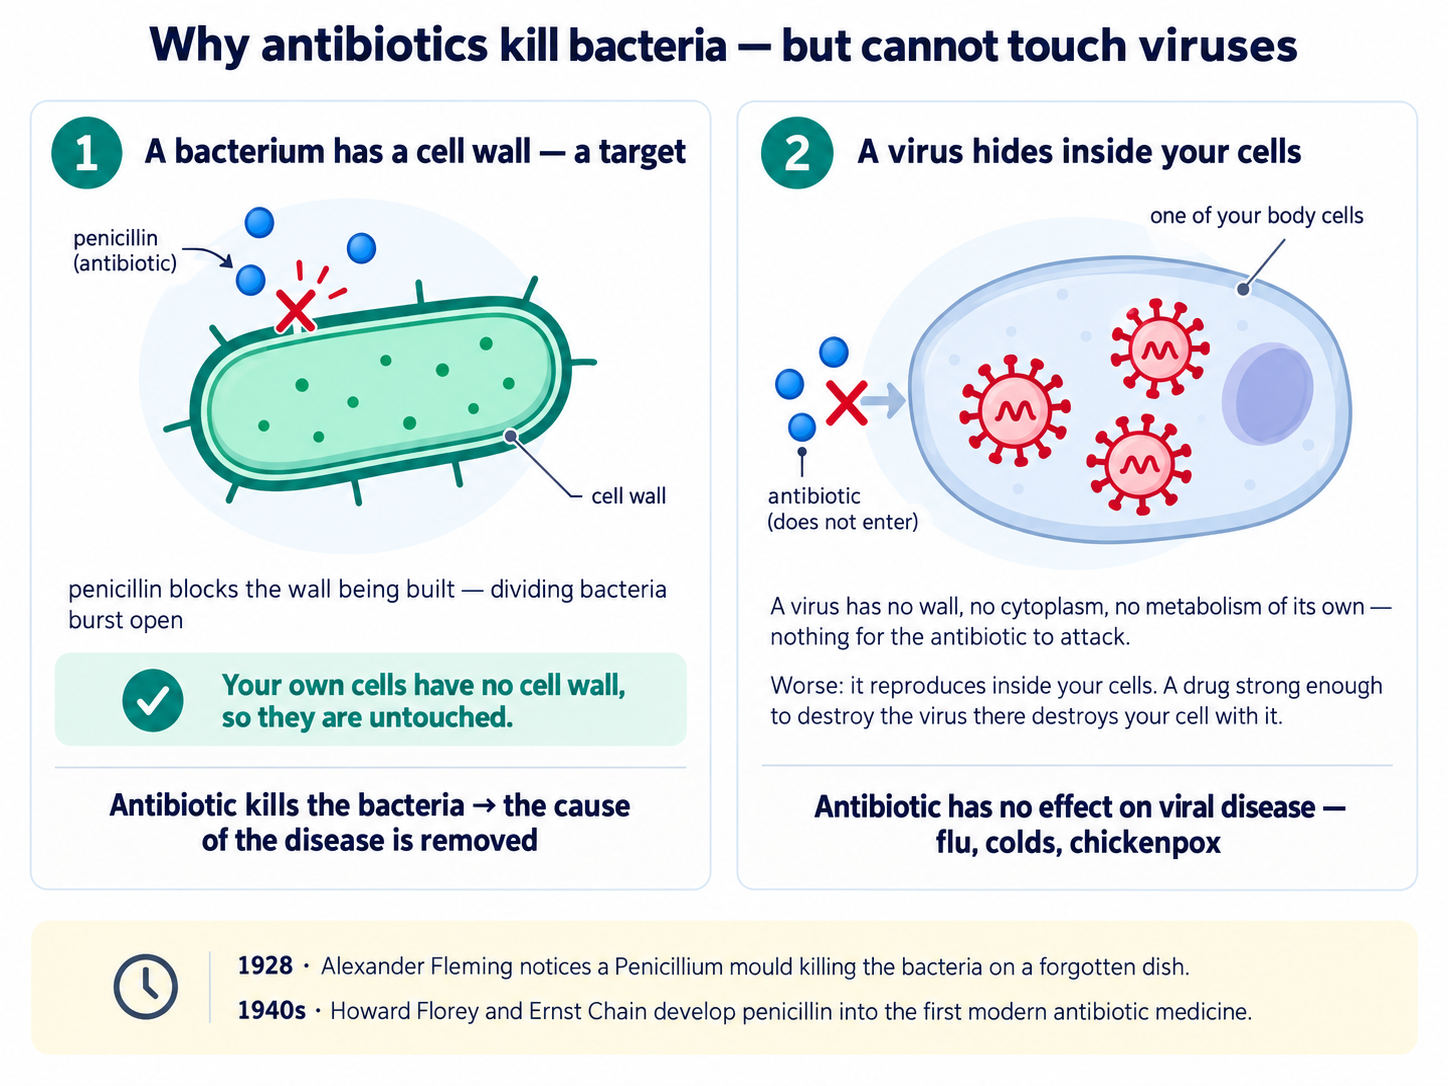 Why antibiotics kill bacteria — but cannot touch viruses
1
A bacterium has a cell wall — a target
penicillin
(antibiotic)
cell wall
penicillin blocks the wall being built — dividing bacteria
burst open
Your own cells have no cell wall,
so they are untouched.
Antibiotic kills the bacteria → the cause
of the disease is removed
2
A virus hides inside your cells
one of your body cells
antibiotic
(does not enter)
A virus has no wall, no cytoplasm, no metabolism of its own —
nothing for the antibiotic to attack.
Worse: it reproduces inside your cells. A drug strong enough
to destroy the virus there destroys your cell with it.
Antibiotic has no effect on viral disease —
flu, colds, chickenpox
1928 · Alexander Fleming notices a Penicillium mould killing the bacteria on a forgotten dish.
1940s · Howard Florey and Ernst Chain develop penicillin into the first modern antibiotic medicine.